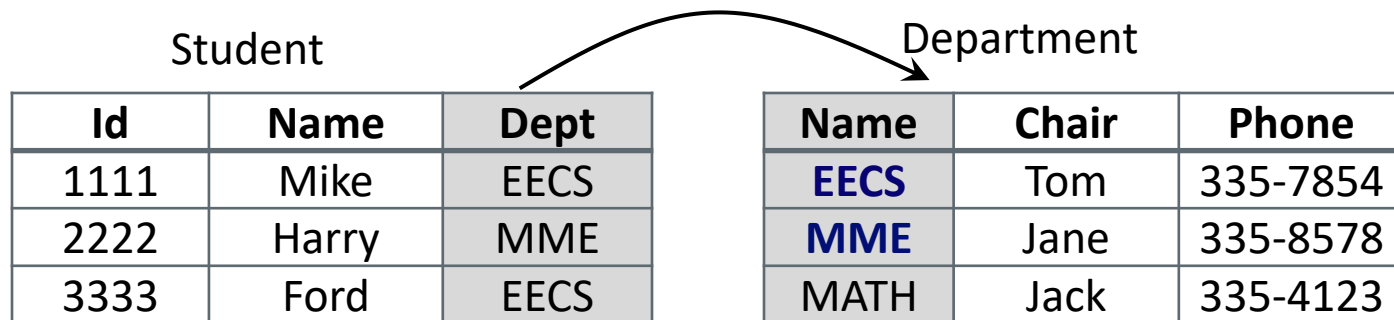 Student
Department
Id Name Dept
1111 Mike EECS
2222 Harry MME
3333 Ford EECS
Name Chair Phone
EECS Tom 335-7854
MME Jane 335-8578
MATH Jack 335-4123